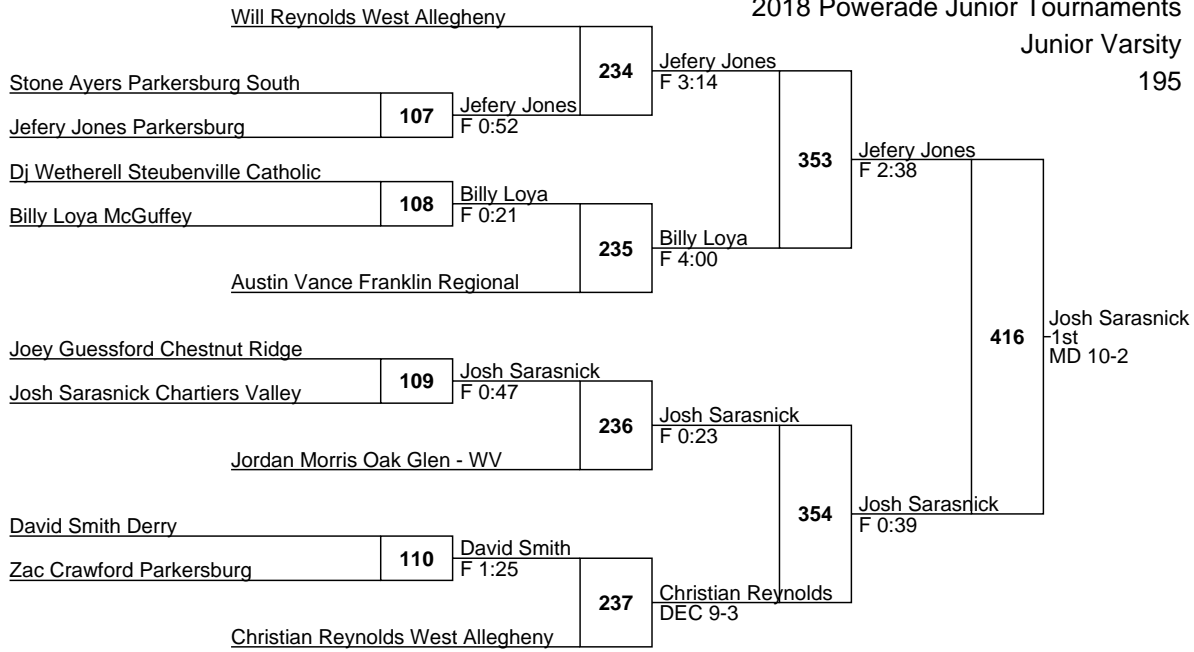 2018 Powerade Junior Tournaments
Junior Varsity
195
Will Reynolds West Allegheny
234
Jefery Jones
F 3:14
Stone Ayers Parkersburg South
107
Jefery Jones
F 0:52
Jefery Jones Parkersburg
353
Jefery Jones
F 2:38
Dj Wetherell Steubenville Catholic
108
Billy Loya
F 0:21
Billy Loya McGuffey
235
Billy Loya
F 4:00
Austin Vance Franklin Regional
416
Josh Sarasnick
1st
MD 10-2
Joey Guessford Chestnut Ridge
109
Josh Sarasnick
F 0:47
Josh Sarasnick Chartiers Valley
236
Josh Sarasnick
F 0:23
Jordan Morris Oak Glen - WV
354
Josh Sarasnick
F 0:39
David Smith Derry
110
David Smith
F 1:25
Zac Crawford Parkersburg
237
Christian Reynolds
DEC 9-3
Christian Reynolds West Allegheny